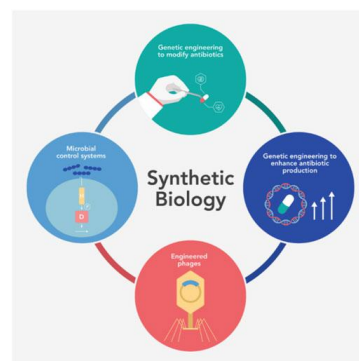 Genetic engineering
to modify antibiotics
Genetic engineering to
enhance antibiotic
production
Engineered
phages
Microbial
control systems
D
Synthetic
Biology